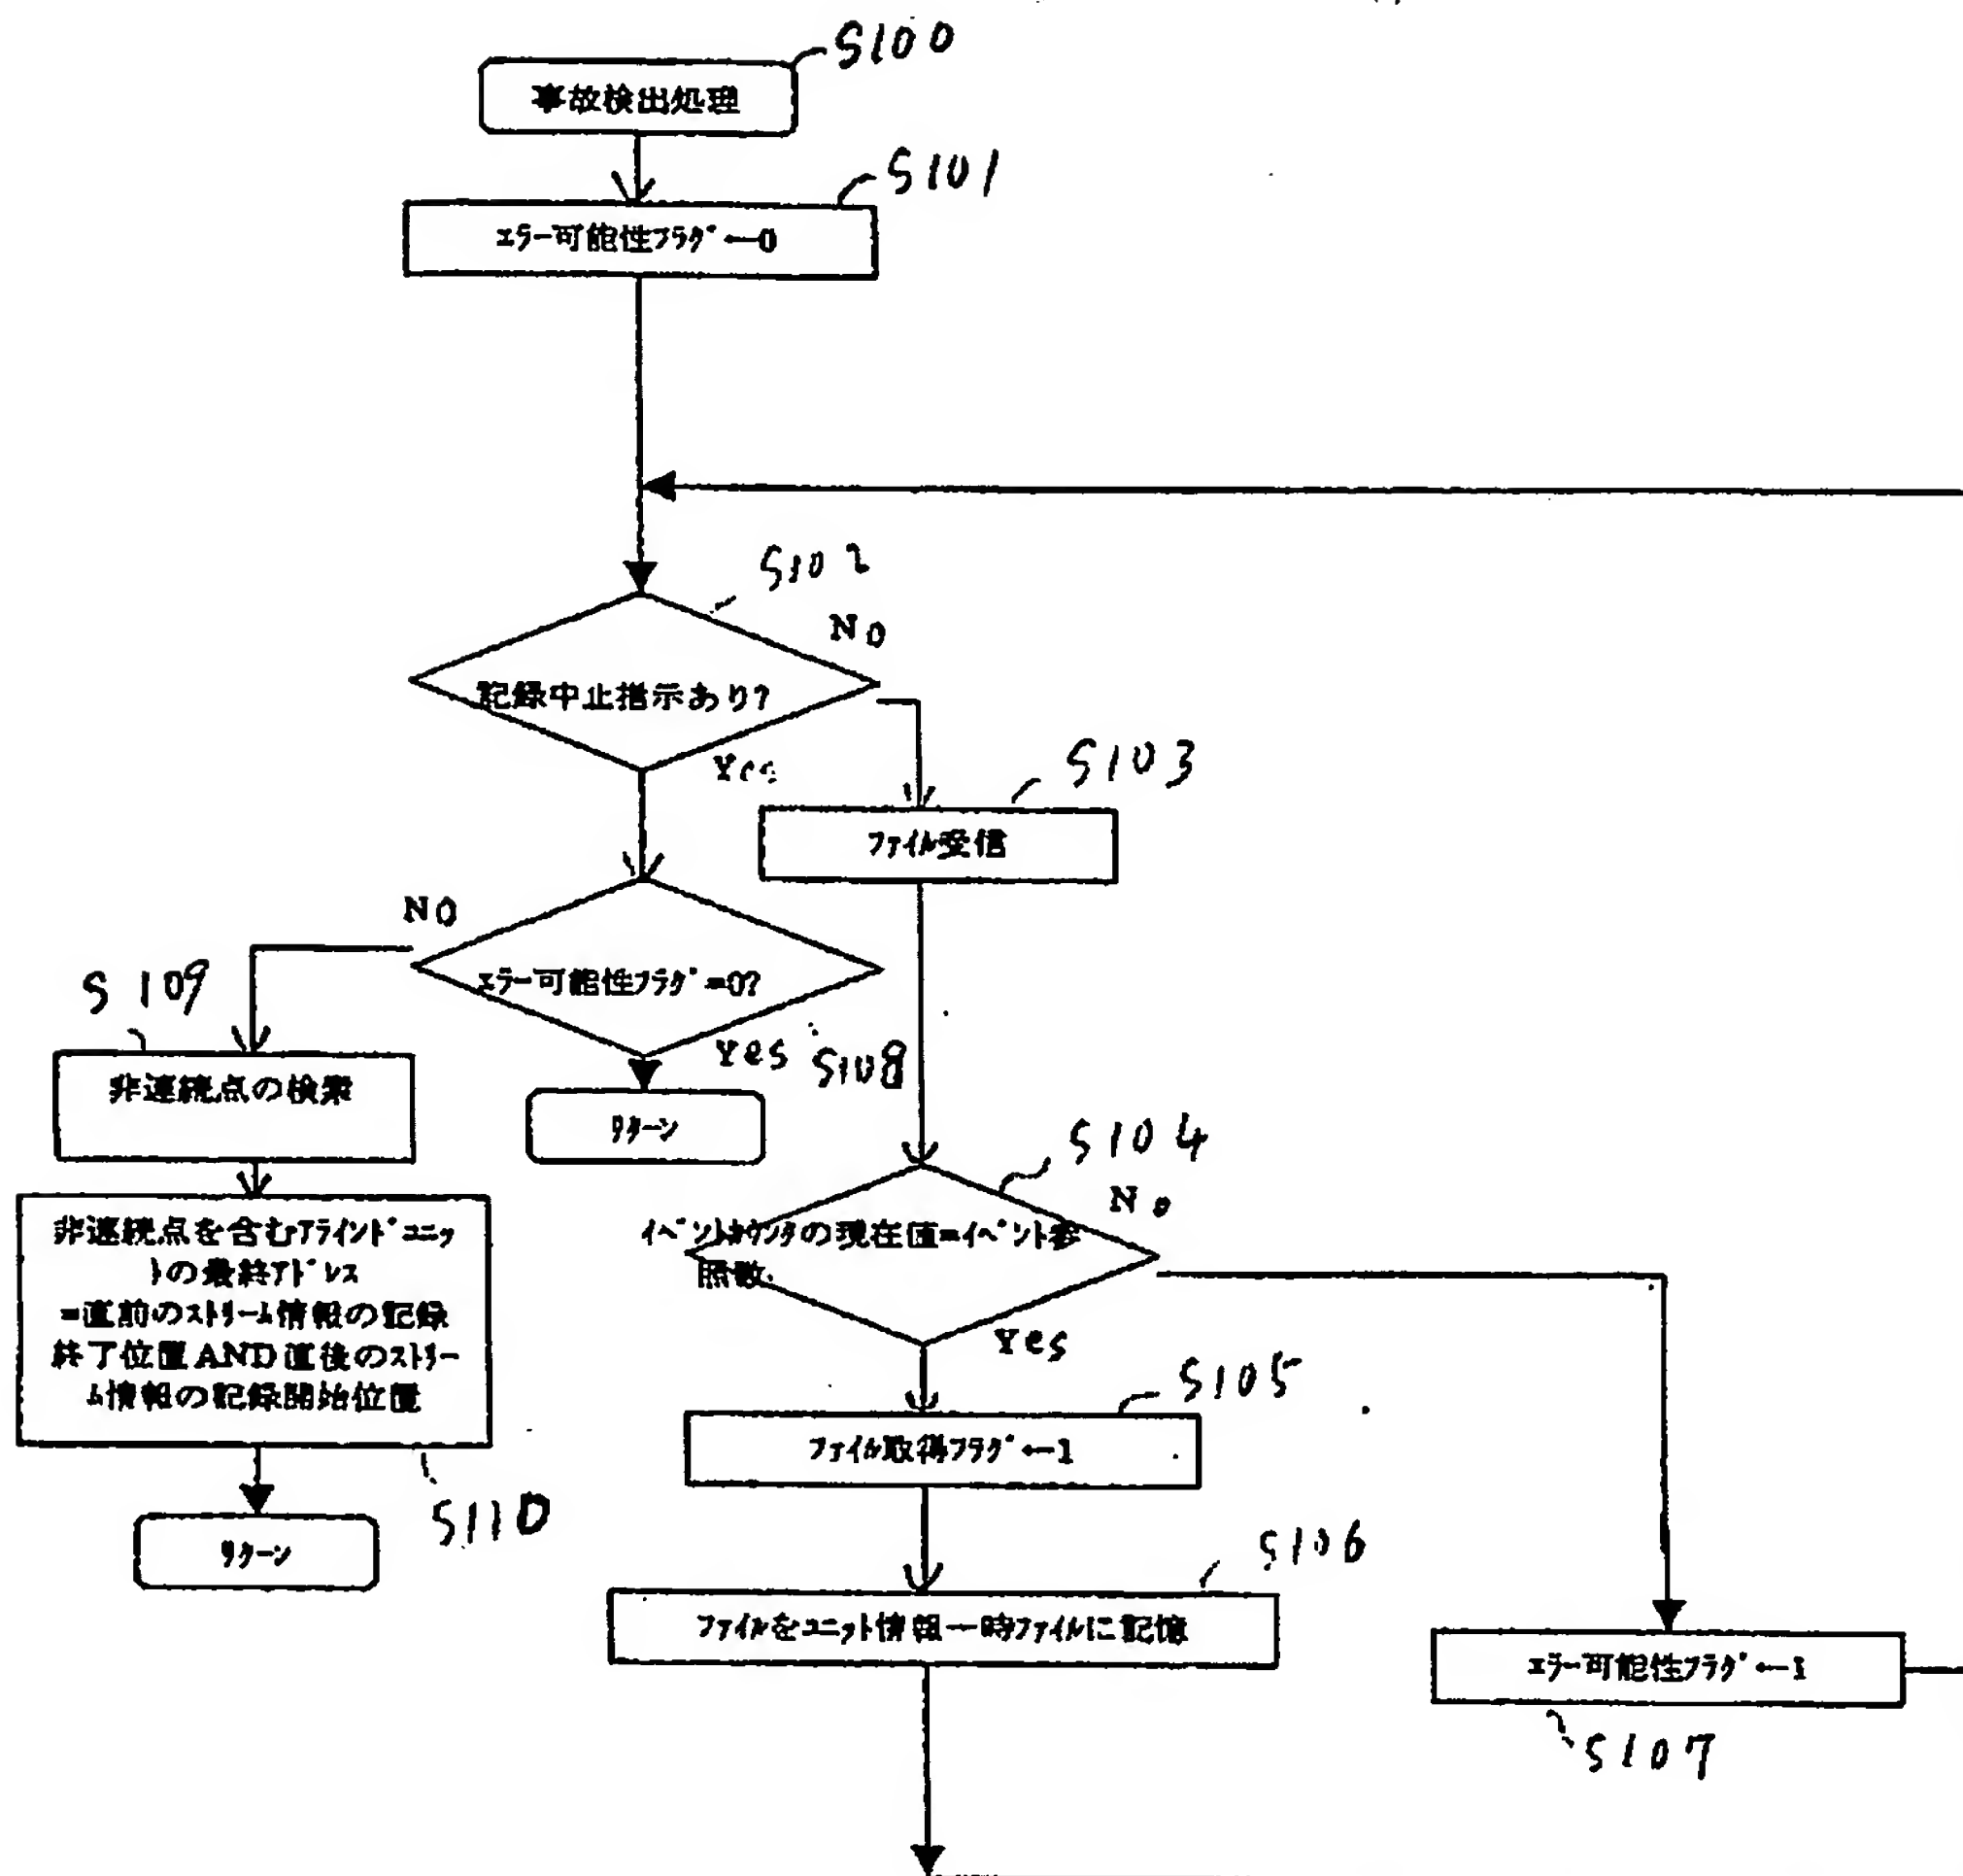 S100
事故検出処理
S101
エラー可能性フラグ←0
S102
No
記録中止指示あり?
Yes
S103
ファイル受信
NO
エラー可能性フラグ=0?
S109
Yes
S108
非連続点の検索
リターン
S104
No
イベントカウンタの現在値=イベント参
照数
非連続点を含むアラインドユニッ
トの最終アドレス
=直前のストリーム情報の記録
終了位置AND直後のストリー
ム情報の記録開始位置
Yes
S105
ファイル取得フラグ←1
S110
リターン
S106
ファイルをユニット情報一時ファイルに記憶
エラー可能性フラグ←1
S107